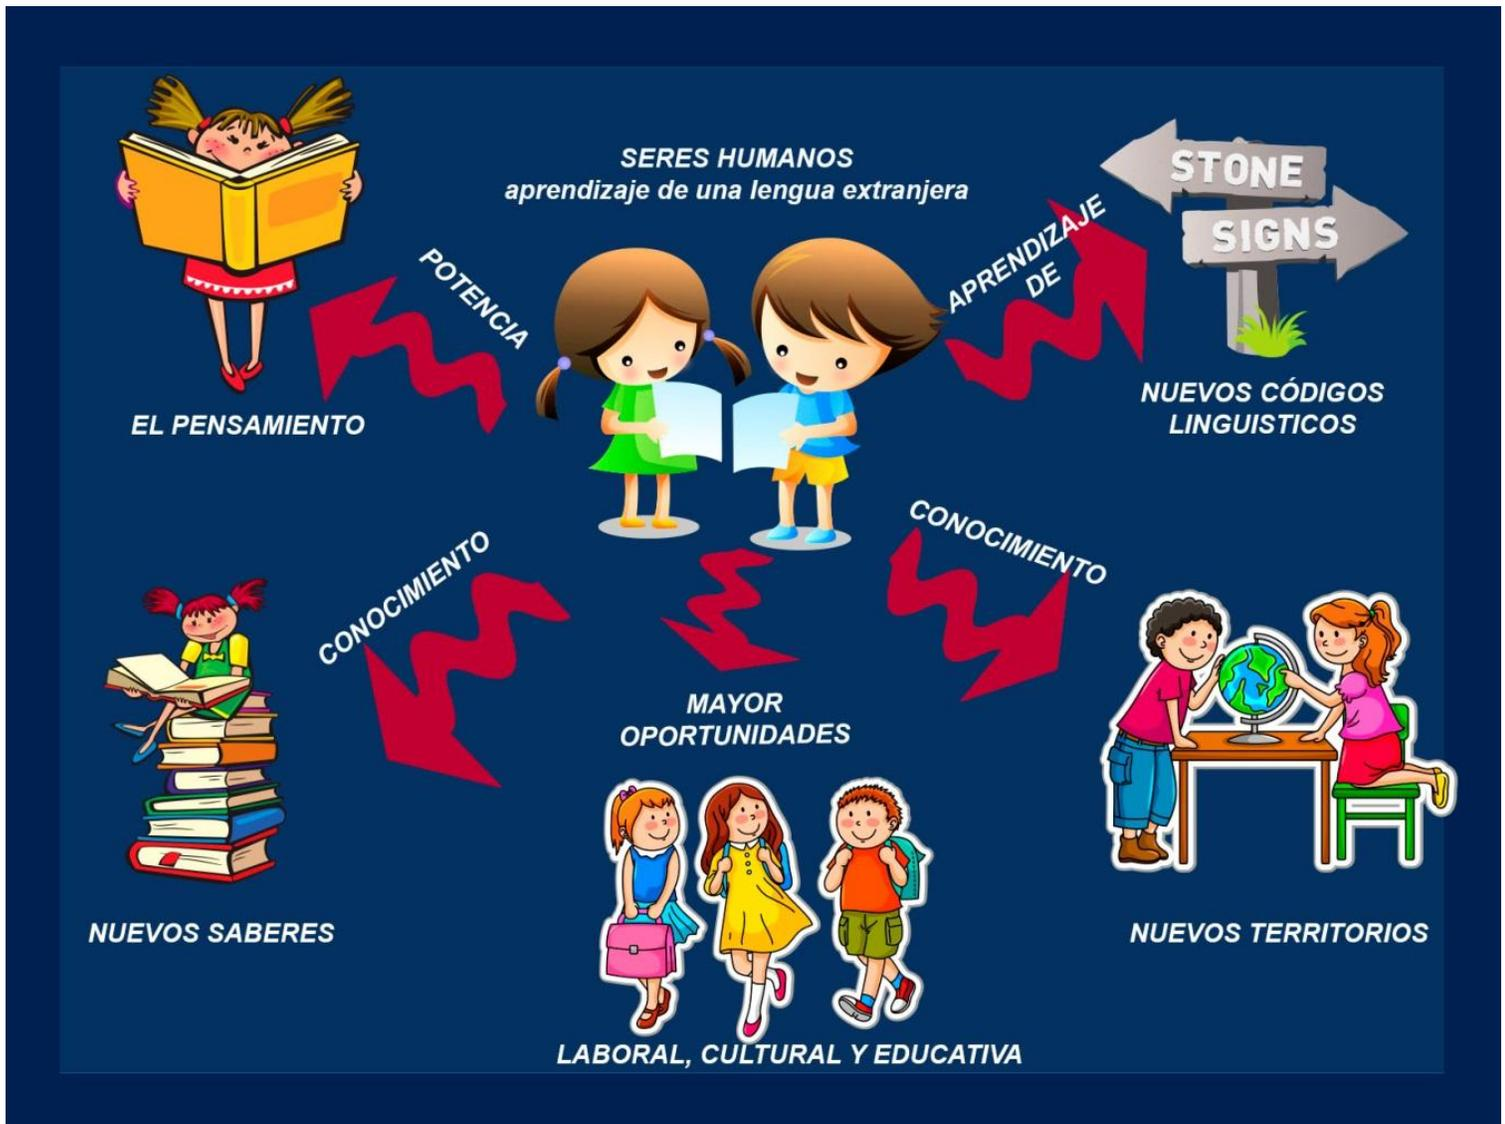 SERES HUMANOS
aprendizaje de una lengua extranjera
STONE
SIGNS
POTENCIA
APRENDIZAJE
DE
EL PENSAMIENTO
NUEVOS CÓDIGOS
LINGUISTICOS
CONOCIMIENTO
CONOCIMIENTO
MAYOR
OPORTUNIDADES
NUEVOS SABERES
NUEVOS TERRITORIOS
LABORAL, CULTURAL Y EDUCATIVA